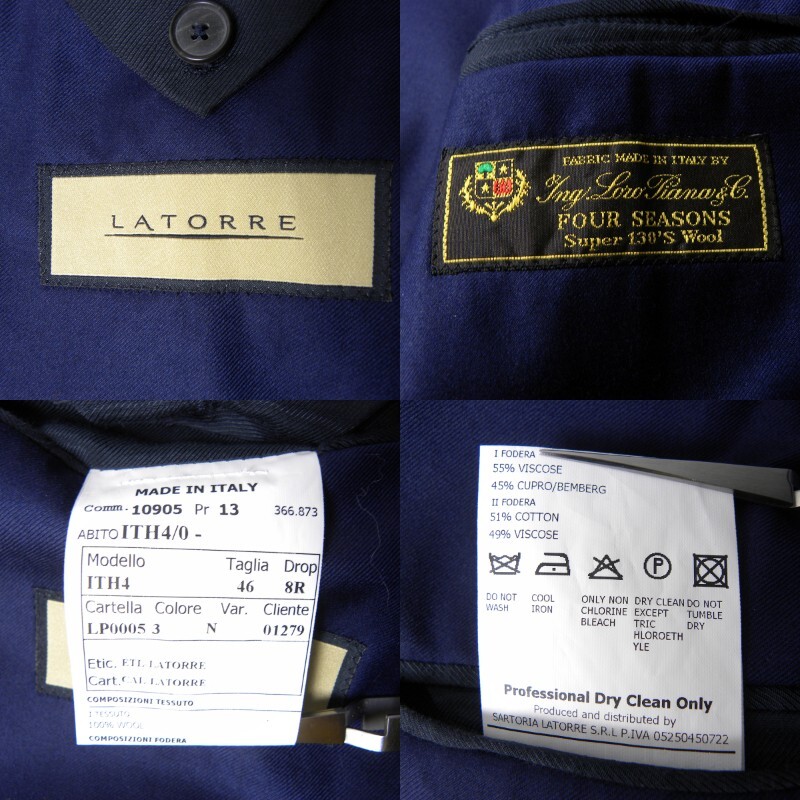 LATORRE
FABRIC MADE IN ITALY BY
Ing. Loro Piana & C.
FOUR SEASONS
Super 130'S Wool
MADE IN ITALY
Comm. 10905 Pr 13 366.873
ABITO ITH4/0 -
Modello Taglia Drop
ITH4 46 8R
Cartella Colore Var. Cliente
LP0005 3 N 01279
Etic. ETL LATORRE
Cart. CAL LATORRE
COMPOSIZIONI TESSUTO
I TESSUTO
100% WOOL
COMPOSIZIONI FODERA
I FODERA
55% VISCOSE
45% CUPRO/BEMBERG
II FODERA
51% COTTON
49% VISCOSE
P
DO NOT WASH
COOL IRON
ONLY NON CHLORINE BLEACH
DRY CLEAN EXCEPT TRIC HLOROETH YLE
DO NOT TUMBLE DRY
Professional Dry Clean Only
Produced and distributed by
SARTORIA LATORRE S.R.L P.IVA 05250450722